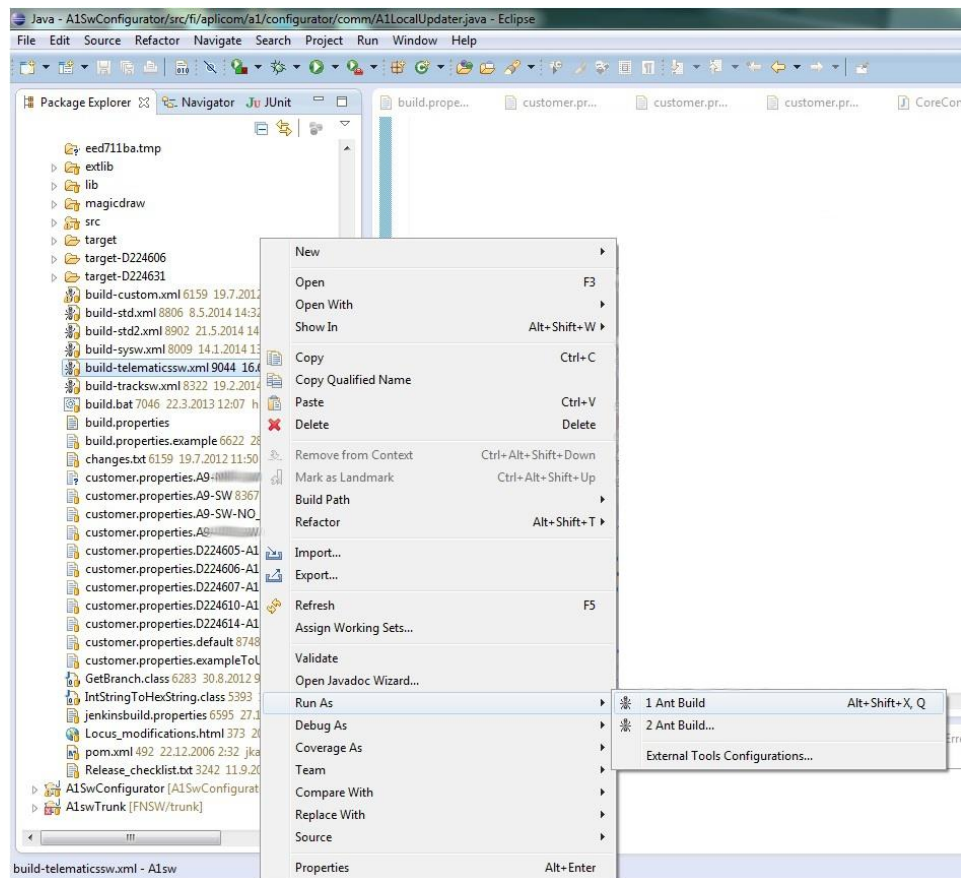 Java - A1SwConfigurator/src/fi/aplicom/a1/configurator/comm/A1LocalUpdater.java - Eclipse
File Edit Source Refactor Navigate Search Project Run Window Help
Package Explorer Navigator JUnit
build.prope... customer.pr... customer.pr... customer.pr... CoreCon
eed711ba.tmp
extlib
lib
magicdraw
src
target
target-D224606
target-D224631
build-custom.xml 6159 19.7.2012
build-std.xml 8806 8.5.2014 14:32
build-std2.xml 8902 21.5.2014 14
build-sysw.xml 8009 14.1.2014 13
build-telematicssw.xml 9044 16.6
build-tracksw.xml 8322 19.2.2014
build.bat 7046 22.3.2013 12:07 h
build.properties
build.properties.example 6622 28
changes.txt 6159 19.7.2012 11:50
customer.properties.A9-
customer.properties.A9-SW 8367
customer.properties.A9-SW-NO_
customer.properties.A9
customer.properties.D224605-A1
customer.properties.D224606-A1
customer.properties.D224607-A1
customer.properties.D224610-A1
customer.properties.D224614-A1
customer.properties.default 8748
customer.properties.exampleToL
GetBranch.class 6283 30.8.2012 9
IntStringToHexString.class 5393
jenkinsbuild.properties 6595 27.1
Locus_modifications.html 373 20
pom.xml 492 22.12.2006 2:32 jka
Release_checklist.txt 3242 11.9.20
A1SwConfigurator [A1SwConfigurat
A1swTrunk [FNSW/trunk]
New
Open F3
Open With
Show In Alt+Shift+W
Copy Ctrl+C
Copy Qualified Name
Paste Ctrl+V
Delete Delete
Remove from Context Ctrl+Alt+Shift+Down
Mark as Landmark Ctrl+Alt+Shift+Up
Build Path
Refactor Alt+Shift+T
Import...
Export...
Refresh F5
Assign Working Sets...
Validate
Open Javadoc Wizard...
Run As
Debug As
Coverage As
Team
Compare With
Replace With
Source
Properties Alt+Enter
1 Ant Build Alt+Shift+X, Q
2 Ant Build...
External Tools Configurations...
build-telematicssw.xml - A1sw